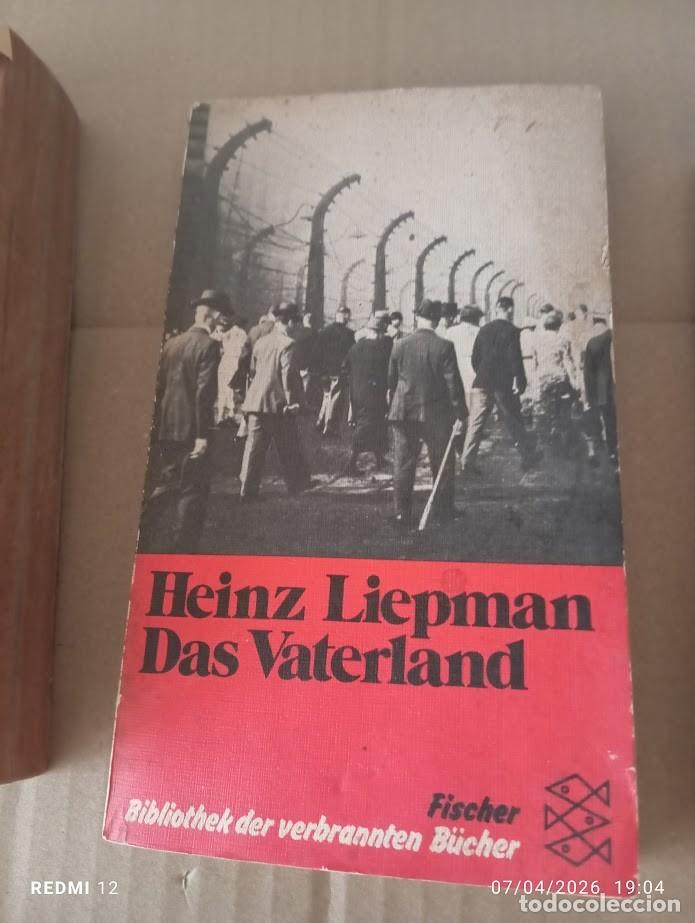 Heinz Liepman
Das Vaterland
Fischer
Bibliothek der verbrannten Bücher
REDMI 12
07/04/2026 19:04
todocoleccion